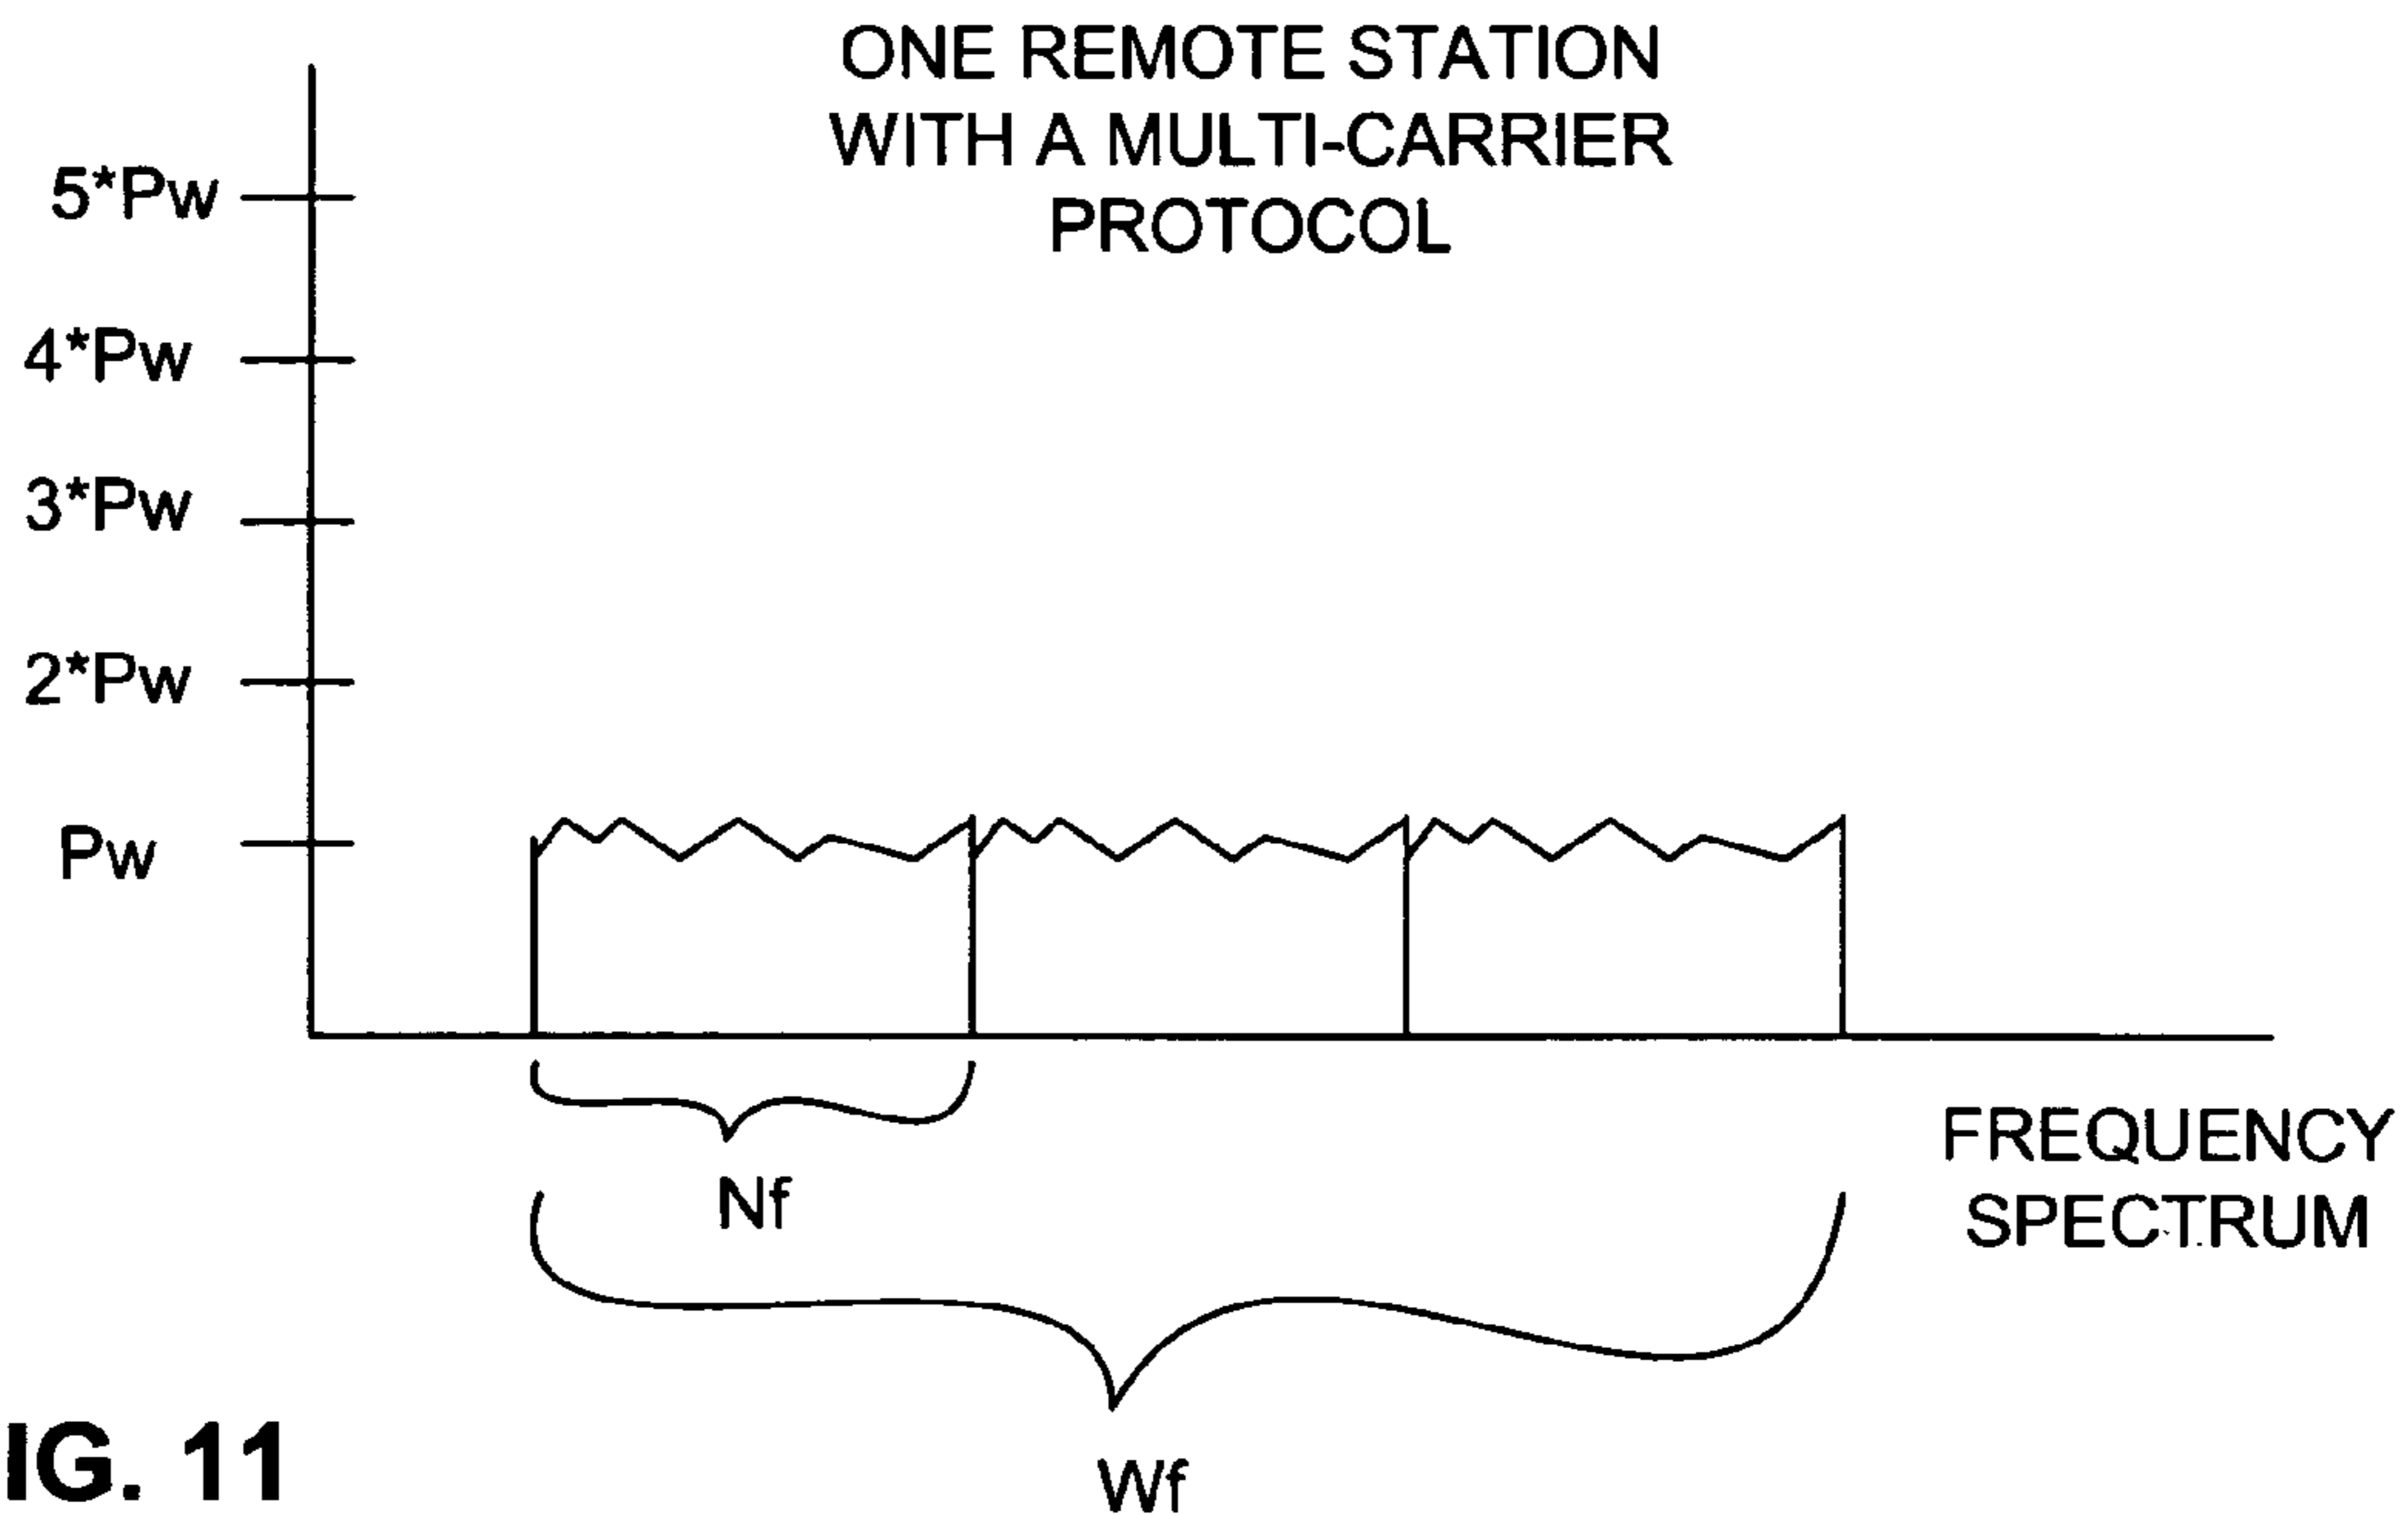 ONE REMOTE STATION
WITH A MULTI-CARRIER
PROTOCOL
5*Pw
4*Pw
3*Pw
2*Pw
Pw
Nf
FREQUENCY
SPECTRUM
Wf
IG. 11